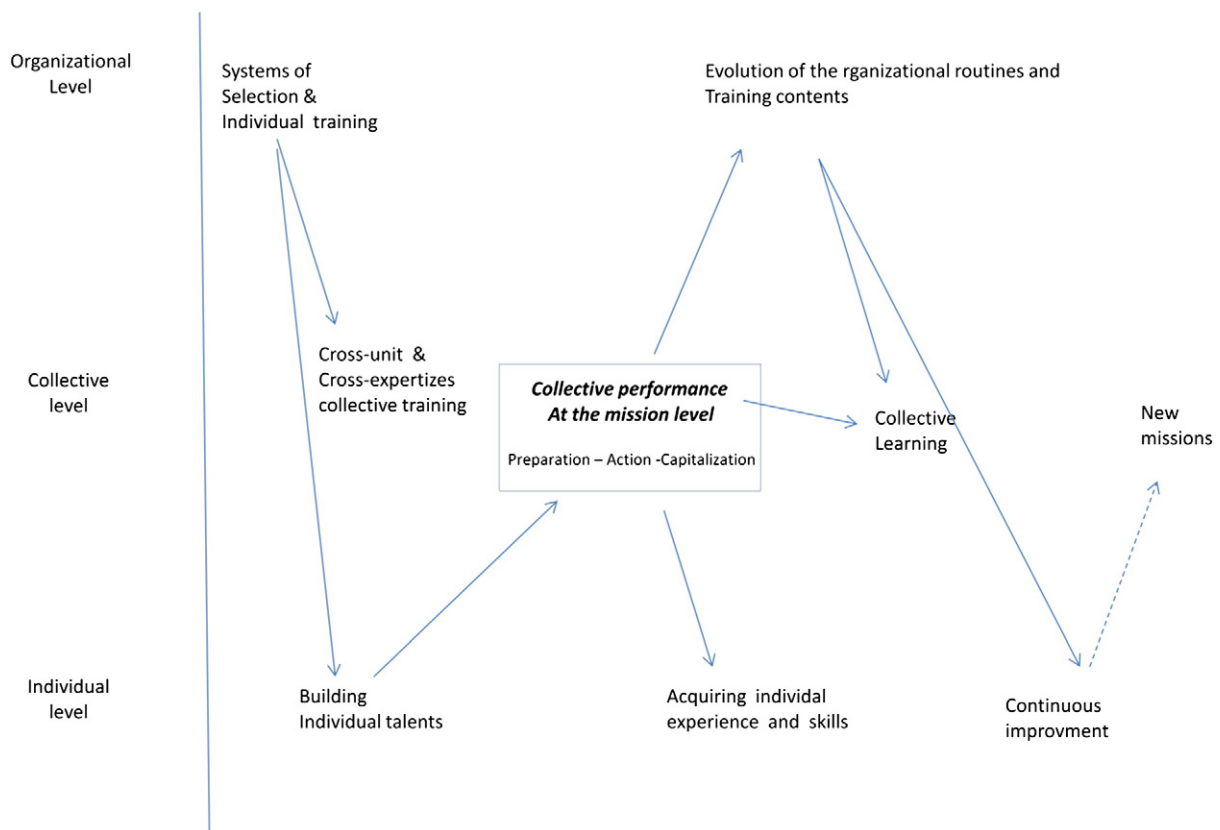 Organizational
Level
Systems of
Selection &
Individual training
Evolution of the rganizational routines and
Training contents
Collective
level
Cross-unit &
Cross-expertizes
collective training
Collective performance
At the mission level
Preparation – Action -Capitalization
Collective
Learning
New
missions
Individual
level
Building
Individual talents
Acquiring individal
experience and skills
Continuous
improvment